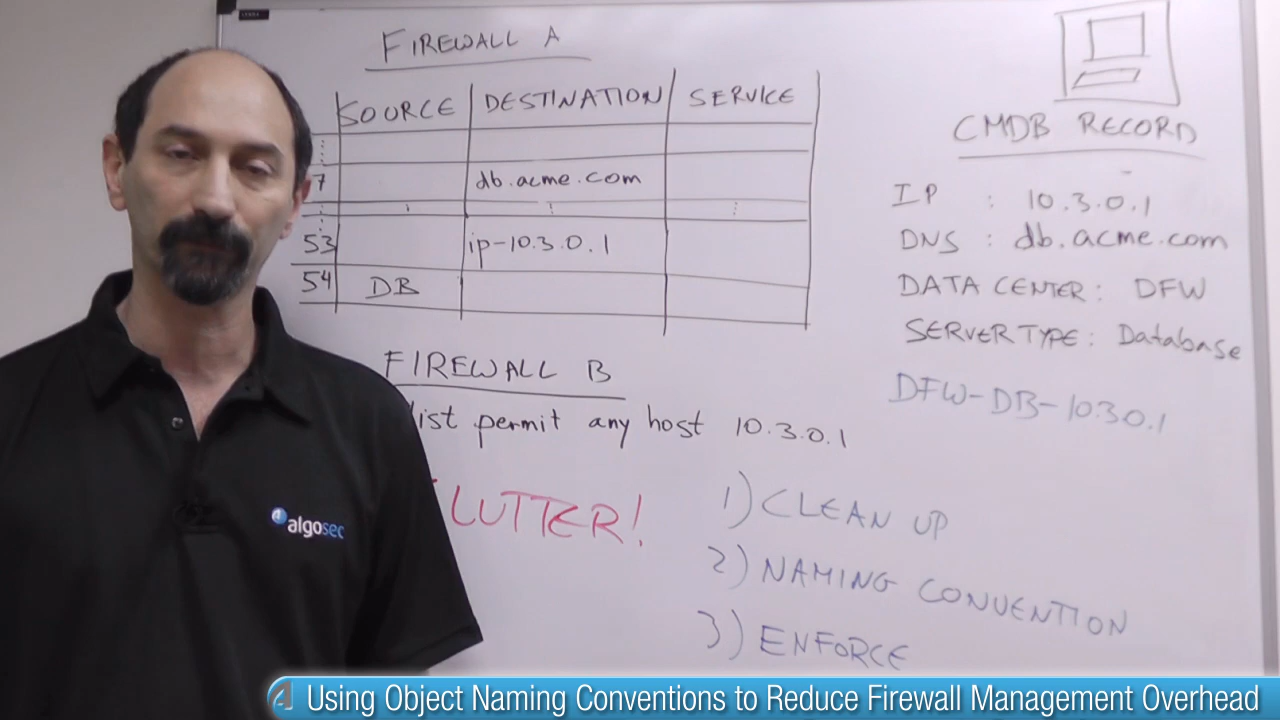 FIREWALL A
SOURCE DESTINATION SERVICE
7 db.acme.com
53 ip-10.3.0.1
54 DB
FIREWALL B
list permit any host 10.3.0.1
LUTTER!
CMDB RECORD
IP : 10.3.0.1
DNS : db.acme.com
DATA CENTER : DFW
SERVER TYPE : Database
DFW-DB-10.3.0.1
1) CLEAN UP
2) NAMING CONVENTION
3) ENFORCE
algosec
Using Object Naming Conventions to Reduce Firewall Management Overhead